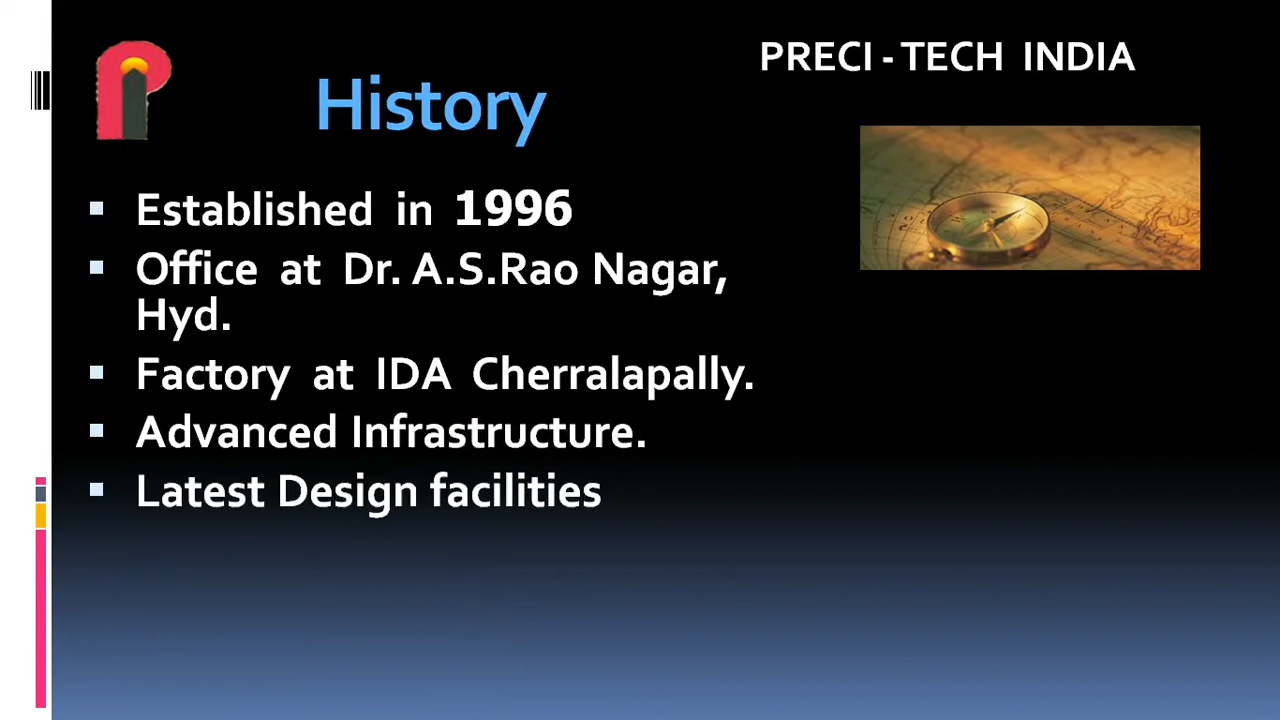 PRECI - TECH INDIA
History
Established in 1996
Office at Dr. A.S.Rao Nagar,
Hyd.
Factory at IDA Cherralapally.
Advanced Infrastructure.
Latest Design facilities